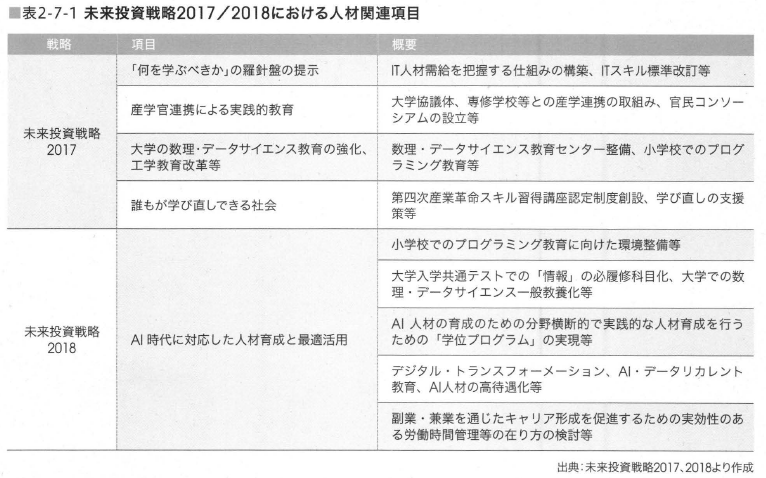 ■表2-7-1 未来投資戦略2017／2018における人材関連項目
戦略 項目 概要
未来投資戦略
2017
「何を学ぶべきか」の羅針盤の提示
IT人材需給を把握する仕組みの構築、ITスキル標準改訂等
産学官連携による実践的教育
大学協議体、専修学校等との産学連携の取組み、官民コンソー
シアムの設立等
大学の数理・データサイエンス教育の強化、
工学教育改革等
数理・データサイエンス教育センター整備、小学校でのプログ
ラミング教育等
誰もが学び直しできる社会
第四次産業革命スキル習得講座認定制度創設、学び直しの支援
策等
未来投資戦略
2018
AI 時代に対応した人材育成と最適活用
小学校でのプログラミング教育に向けた環境整備等
大学入学共通テストでの「情報」の必履修科目化、大学での数
理・データサイエンス一般教養化等
AI 人材の育成のための分野横断的で実践的な人材育成を行う
ための「学位プログラム」の実現等
デジタル・トランスフォーメーション、AI・データリカレント
教育、AI人材の高待遇化等
副業・兼業を通じたキャリア形成を促進するための実効性のあ
る労働時間管理等の在り方の検討等
出典：未来投資戦略2017、2018より作成